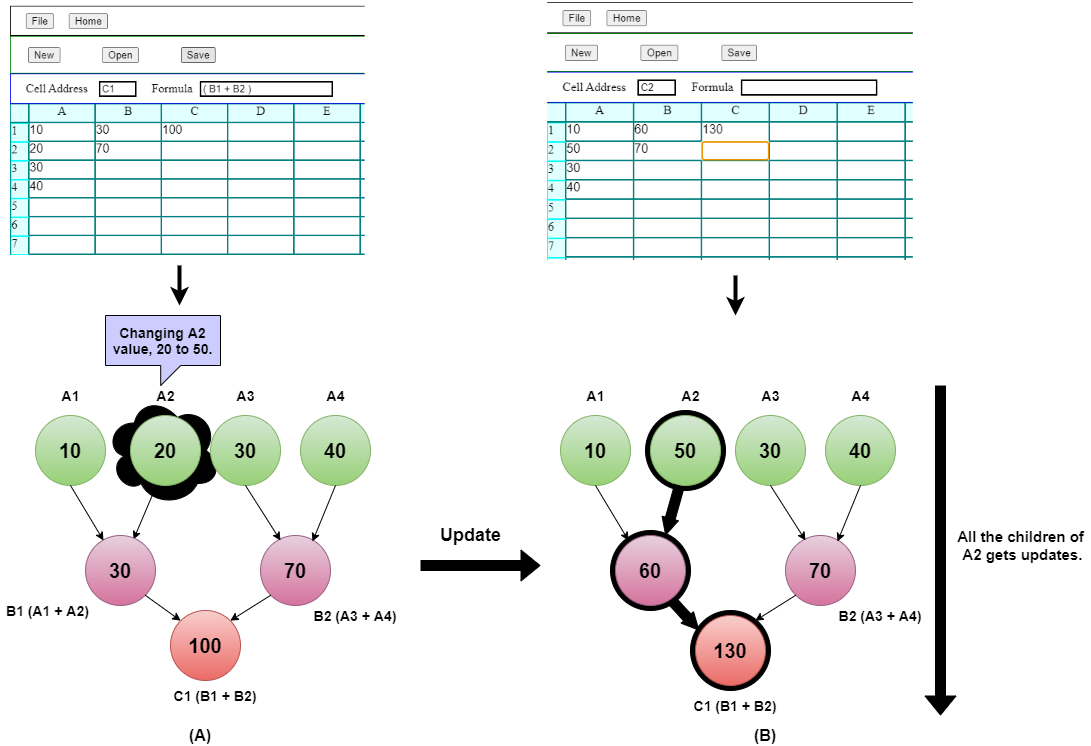 File Home
New Open Save
Cell Address C1 Formula ( B1 + B2 )
A B C D E
1 10 30 100
2 20 70
3 30
4 40
5
6
7
File Home
New Open Save
Cell Address C2 Formula
A B C D E
1 10 60 130
2 50 70
3 30
4 40
5
6
7
Changing A2
value, 20 to 50.
A1 A2 A3 A4
10 20 30 40
30 70
B1 (A1 + A2)
B2 (A3 + A4)
100
C1 (B1 + B2)
(A)
Update
A1 A2 A3 A4
10 50 30 40
60 70
B2 (A3 + A4)
130
C1 (B1 + B2)
(B)
All the children of
A2 gets updates.